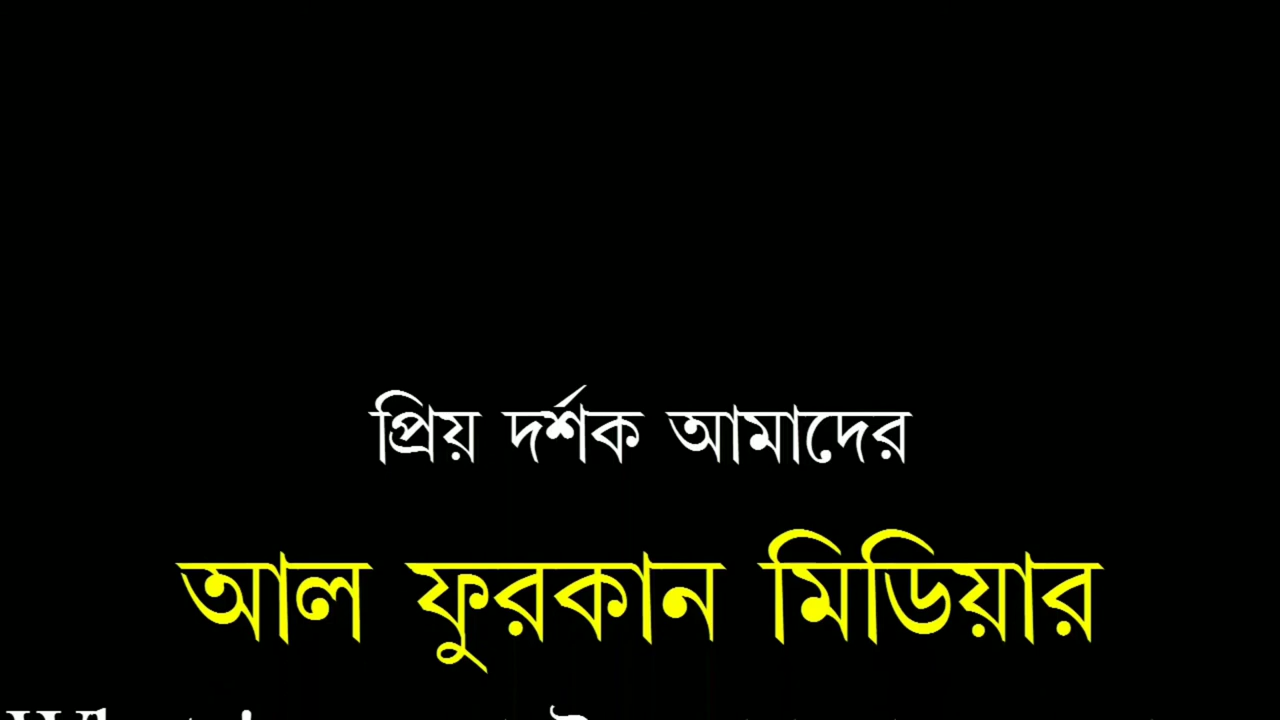 প্রিয় দর্শক আমাদের
আল ফুরকান মিডিয়ার